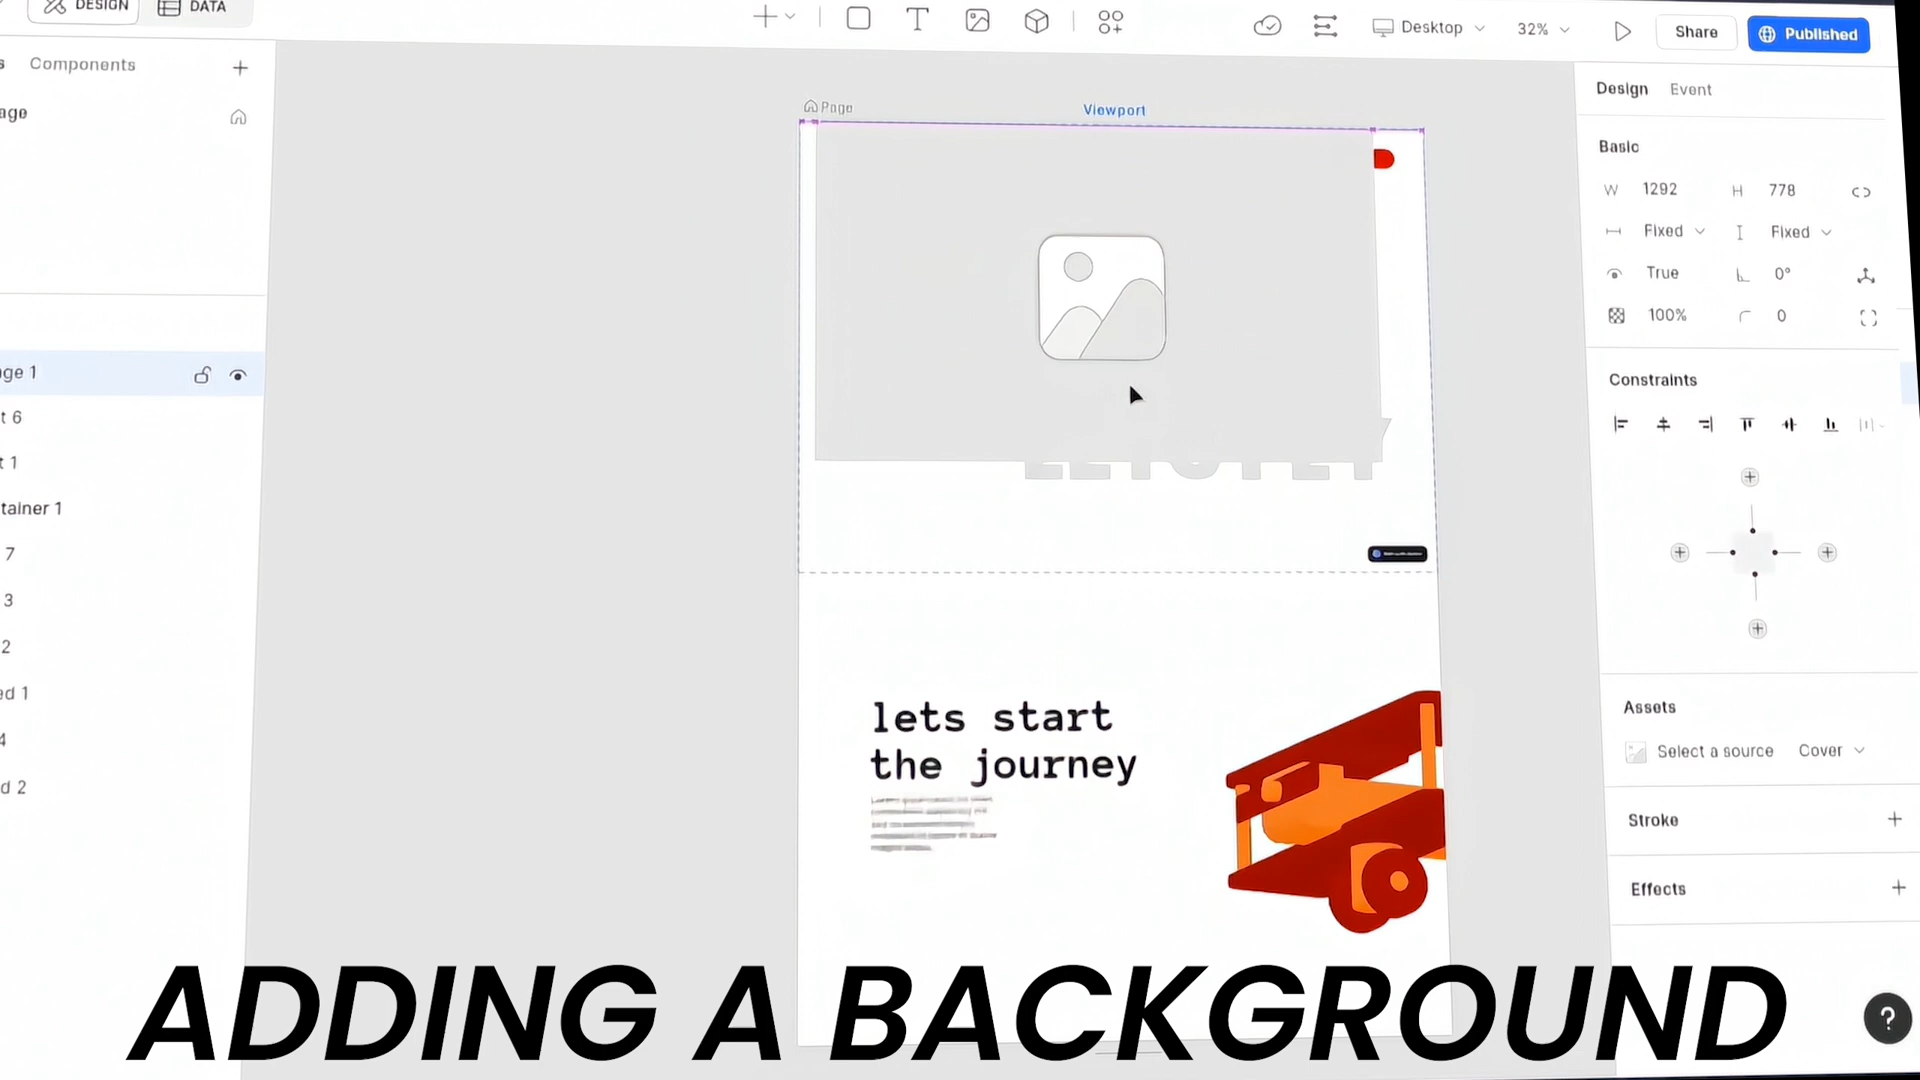 DESIGN
DATA
Desktop
32%
Share
Published
s
Components
age
Page
Viewport
Design
Event
Basic
W
1292
H
778
Fixed
Fixed
True
0°
100%
0
Constraints
ge 1
t 6
t 1
tainer 1
7
3
2
ed 1
4
d 2
lets start
the journey
Assets
Select a source
Cover
Stroke
Effects
?
ADDING A BACKGROUND